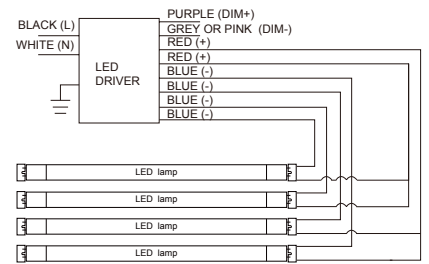 PURPLE (DIM+)
BLACK (L)
GREY OR PINK (DIM-)
WHITE (N)
RED (+)
RED (+)
LED
DRIVER
BLUE (-)
BLUE (-)
BLUE (-)
BLUE (-)
LED lamp
LED lamp
LED lamp
LED lamp